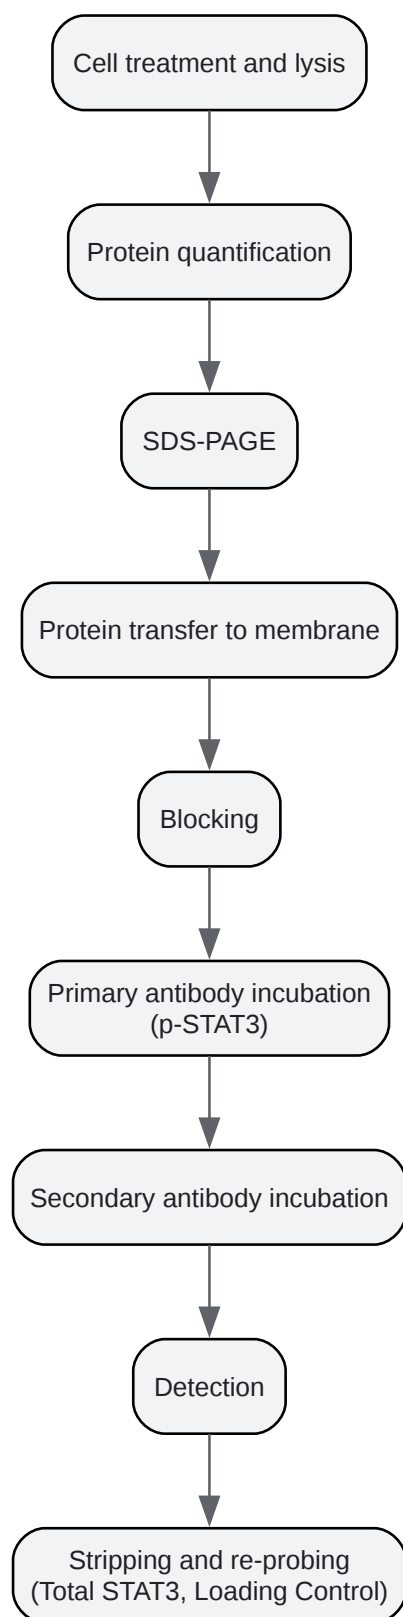 Cell treatment and lysis
Protein quantification
SDS-PAGE
Protein transfer to membrane
Blocking
Primary antibody incubation
(p-STAT3)
Secondary antibody incubation
Detection
Stripping and re-probing
(Total STAT3, Loading Control)